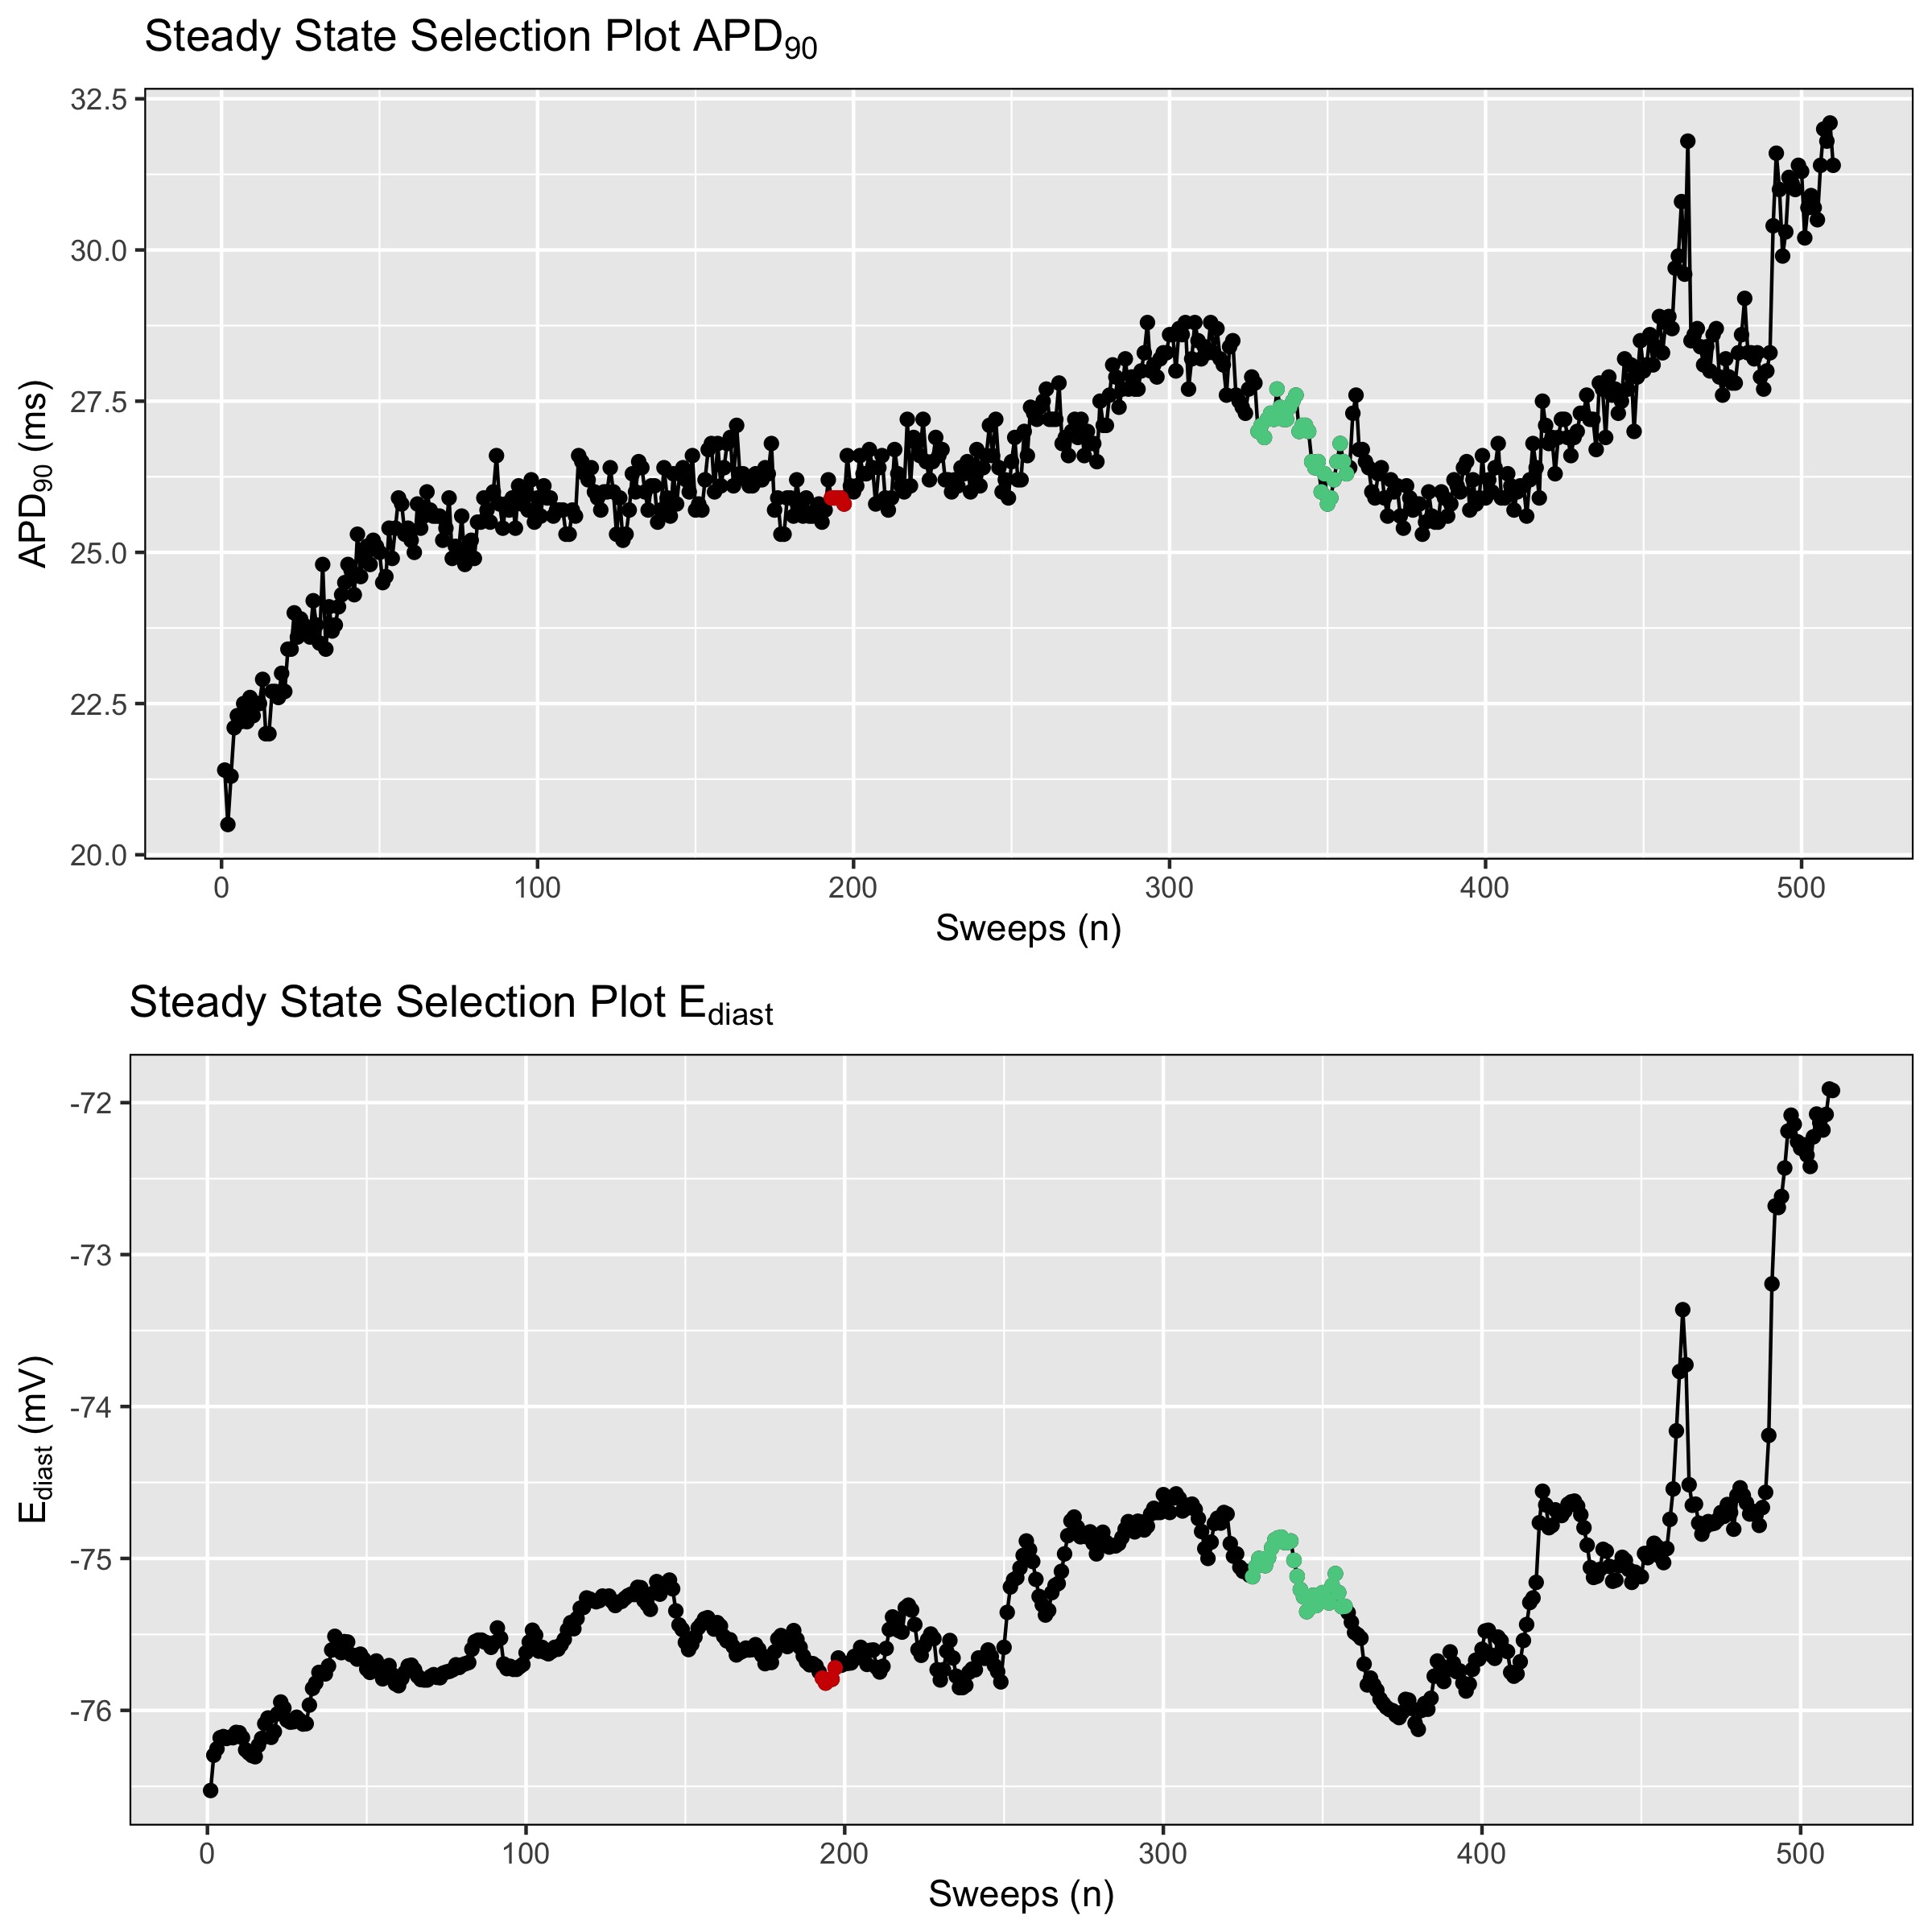 Steady State Selection Plot APD90
32.5
30.0
27.5
25.0
22.5
20.0
APD90 (ms)
0 100 200 300 400 500
Sweeps (n)
Steady State Selection Plot Ediast
-72
-73
-74
-75
-76
Ediast (mV)
0 100 200 300 400 500
Sweeps (n)